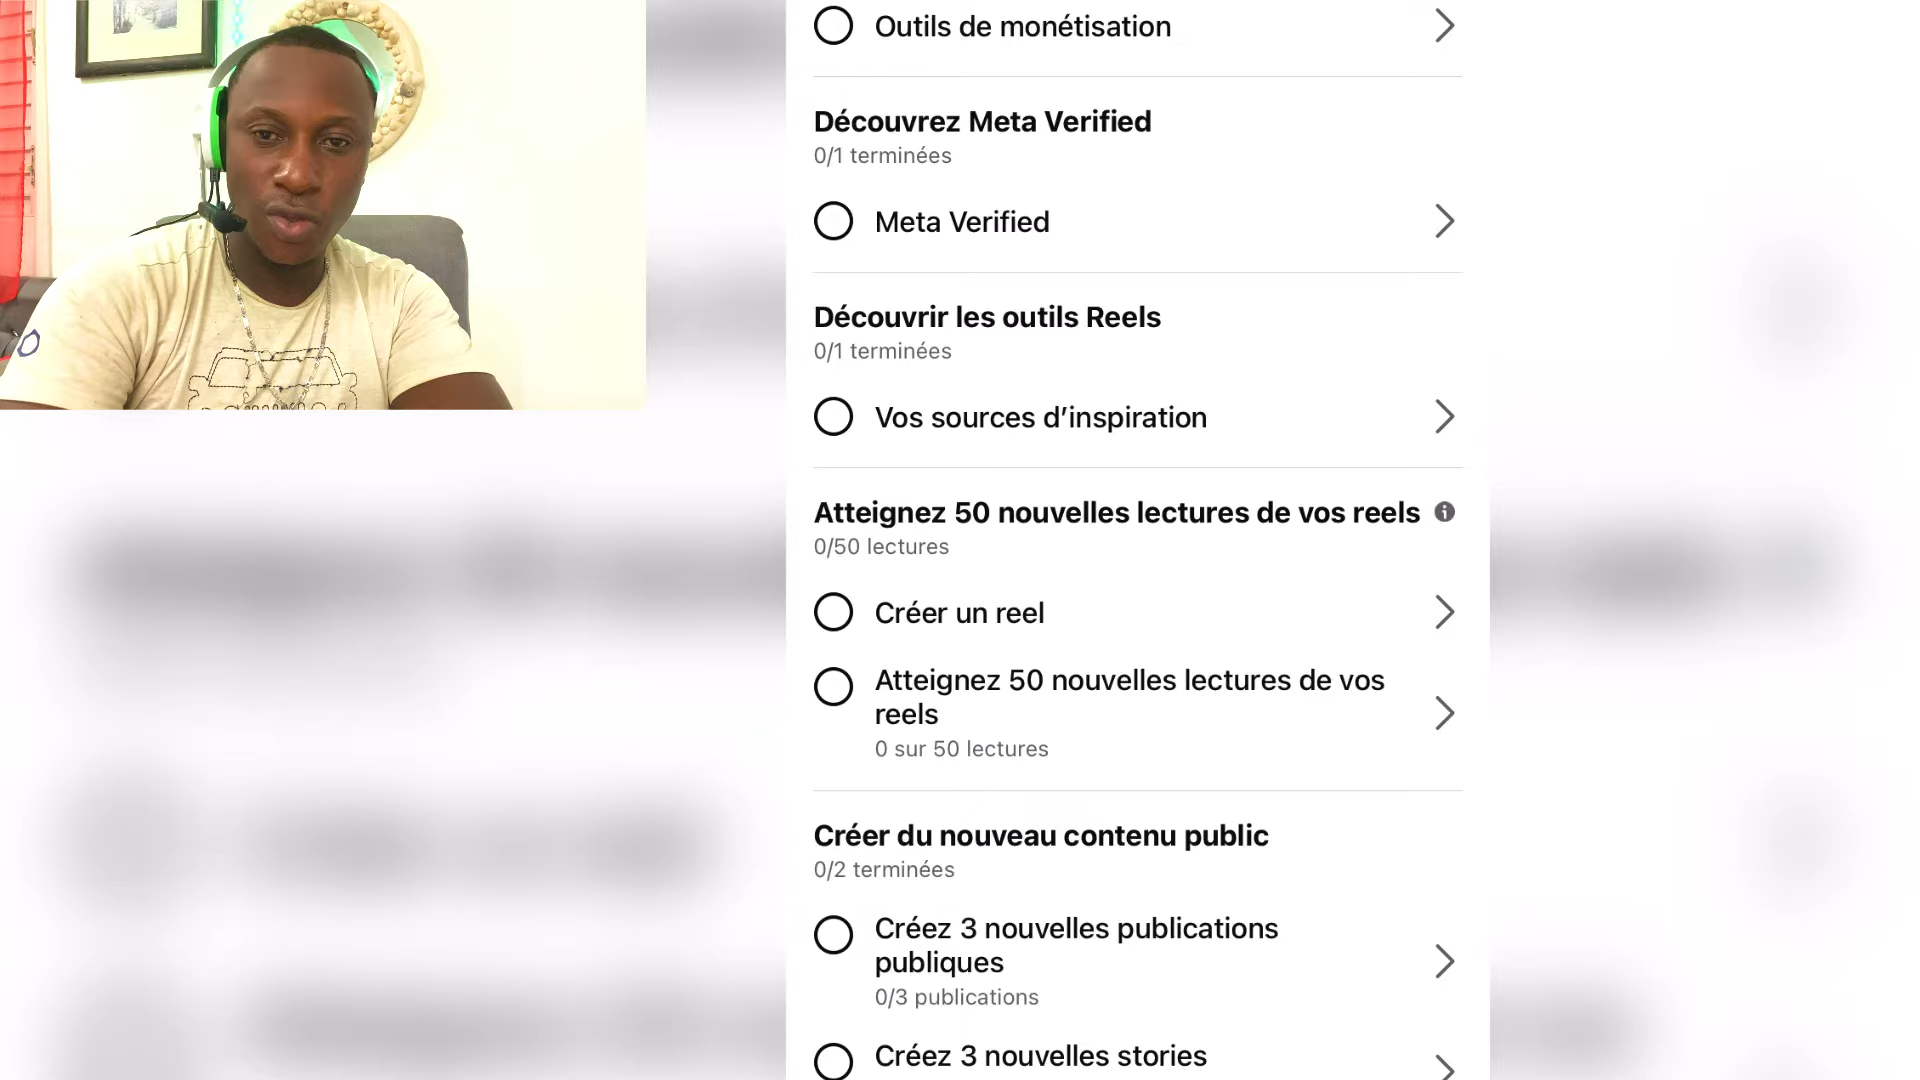 Outils de monétisation
Découvrez Meta Verified
0/1 terminées
Meta Verified
Découvrir les outils Reels
0/1 terminées
Vos sources d’inspiration
Atteignez 50 nouvelles lectures de vos reels
0/50 lectures
Créer un reel
Atteignez 50 nouvelles lectures de vos
reels
0 sur 50 lectures
Créer du nouveau contenu public
0/2 terminées
Créez 3 nouvelles publications
publiques
0/3 publications
Créez 3 nouvelles stories